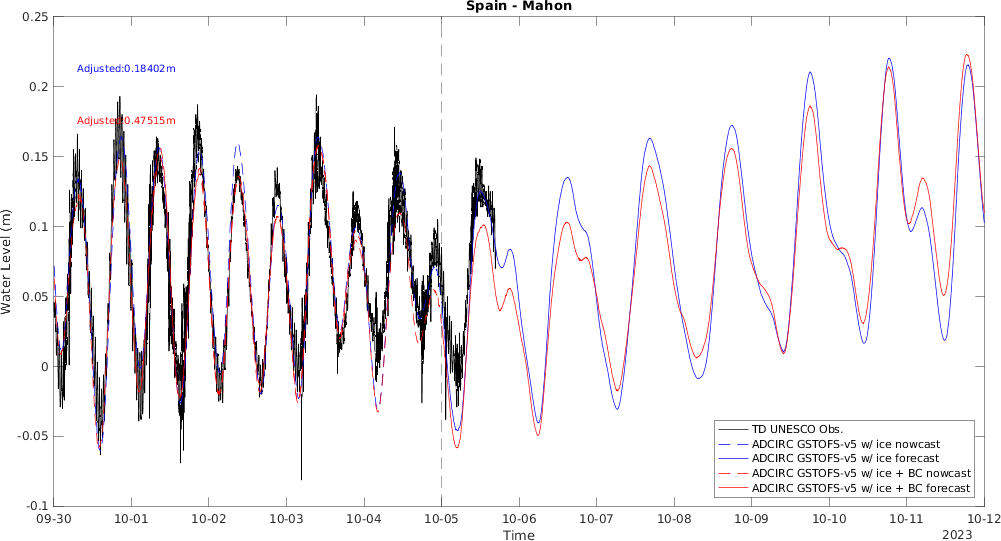 Spain - Mahon
0.25
0.2
0.15
0.1
0.05
0
-0.05
-0.1
Water Level (m)
Adjusted:0.18402m
Adjusted:0.47515m
TD UNESCO Obs.
ADCIRC GSTOFS-v5 w/ ice nowcast
ADCIRC GSTOFS-v5 w/ ice forecast
ADCIRC GSTOFS-v5 w/ ice + BC nowcast
ADCIRC GSTOFS-v5 w/ ice + BC forecast
09-30 10-01 10-02 10-03 10-04 10-05 10-06 10-07 10-08 10-09 10-10 10-11 10-12
Time
2023